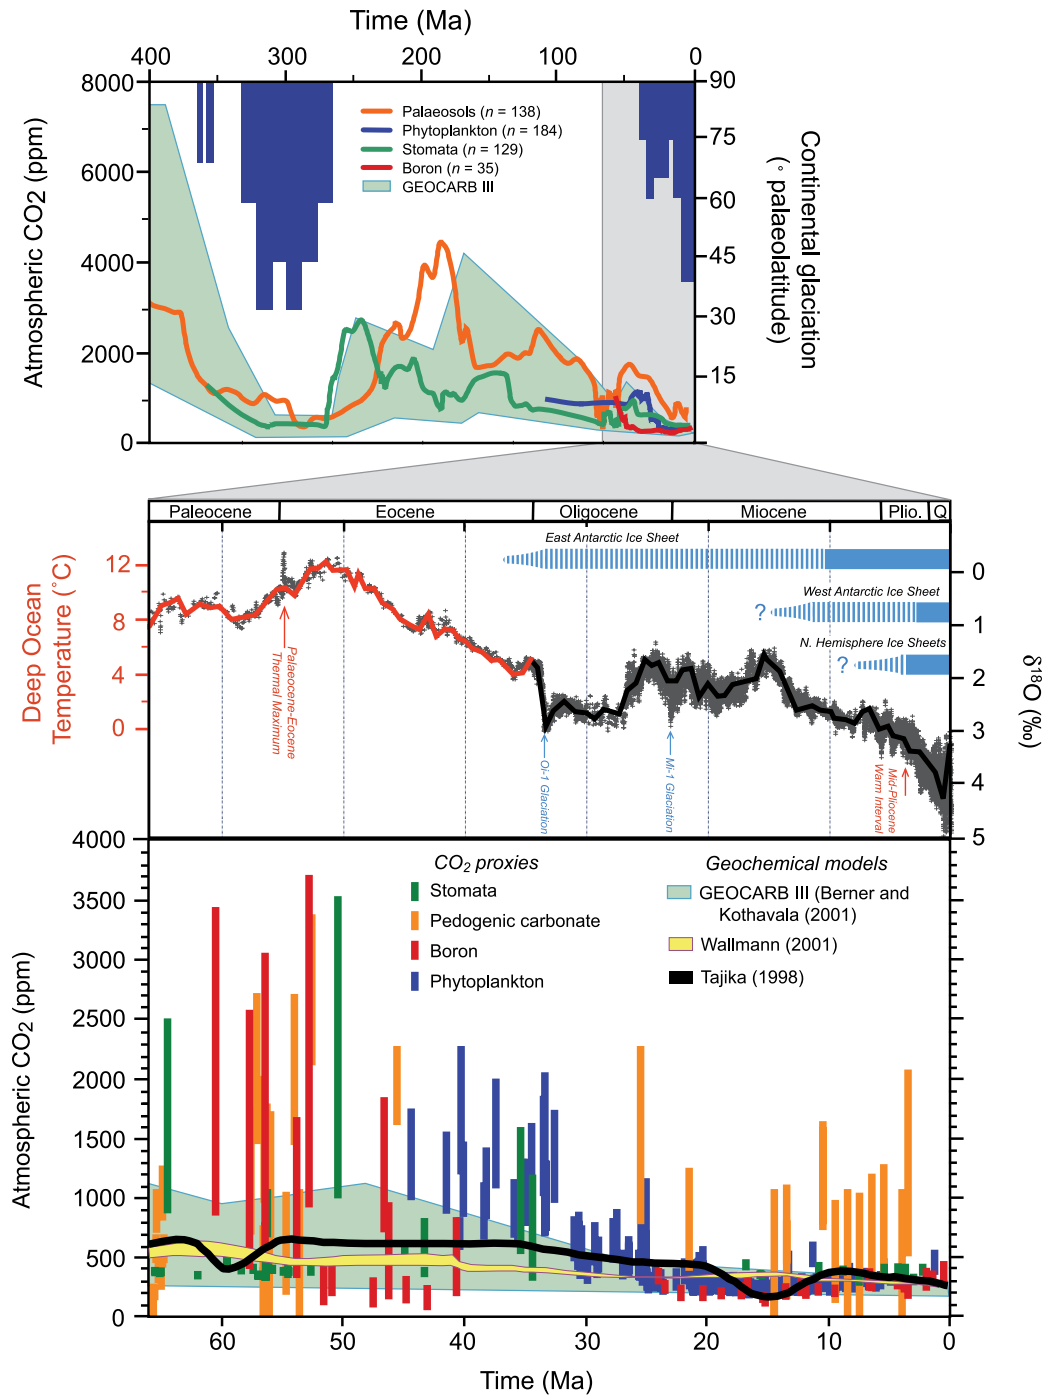 Time (Ma)
400 300 200 100 0
Atmospheric CO2 (ppm)
8000
6000
4000
2000
0
Palaeosols (n = 138)
Phytoplankton (n = 184)
Stomata (n = 129)
Boron (n = 35)
GEOCARB III
90
75
60
45
30
15
Continental glaciation
(° palaeolatitude)
Paleocene Eocene Oligocene Miocene Plio. Q
Deep Ocean
Temperature (˚C)
12
8
4
0
East Antarctic Ice Sheet
West Antarctic Ice Sheet
?
N. Hemisphere Ice Sheets
?
Palaeocene-Eocene
Thermal Maximum
Oi-1 Glaciation
Mi-1 Glaciation
Mid-Pliocene
Warm Interval
0
1
2
3
4
5
δ18O (‰)
Atmospheric CO2 (ppm)
4000
3500
3000
2500
2000
1500
1000
500
0
CO2 proxies
Stomata
Pedogenic carbonate
Boron
Phytoplankton
Geochemical models
GEOCARB III (Berner and
Kothavala (2001)
Wallmann (2001)
Tajika (1998)
60 50 40 30 20 10 0
Time (Ma)